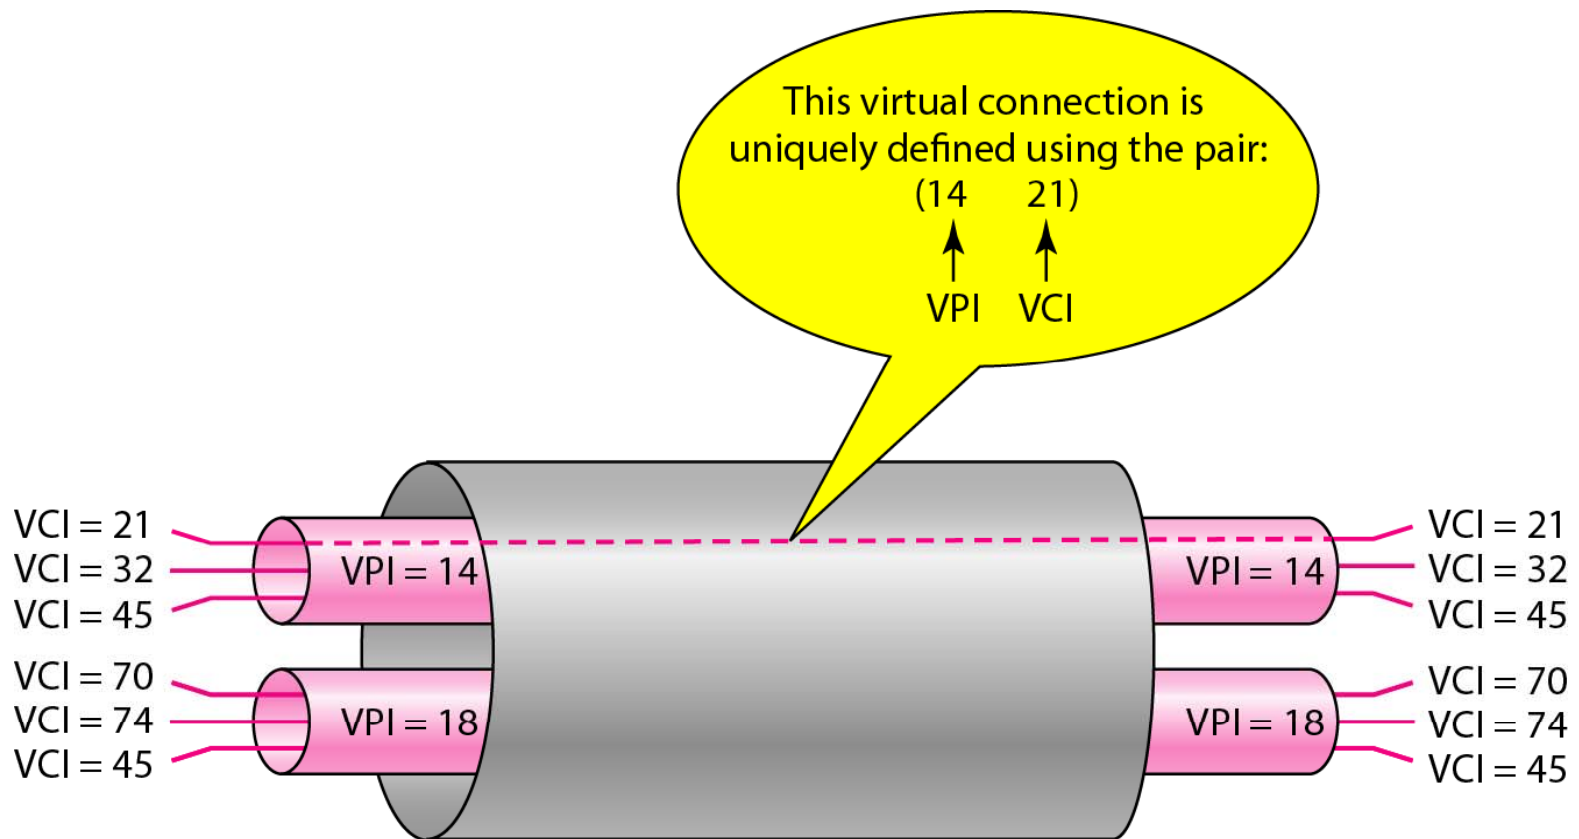 This virtual connection is
uniquely defined using the pair:
(14 21)
VPI VCI
VCI = 21
VCI = 32
VCI = 45
VPI = 14
VPI = 14
VCI = 21
VCI = 32
VCI = 45
VCI = 70
VCI = 74
VCI = 45
VPI = 18
VPI = 18
VCI = 70
VCI = 74
VCI = 45